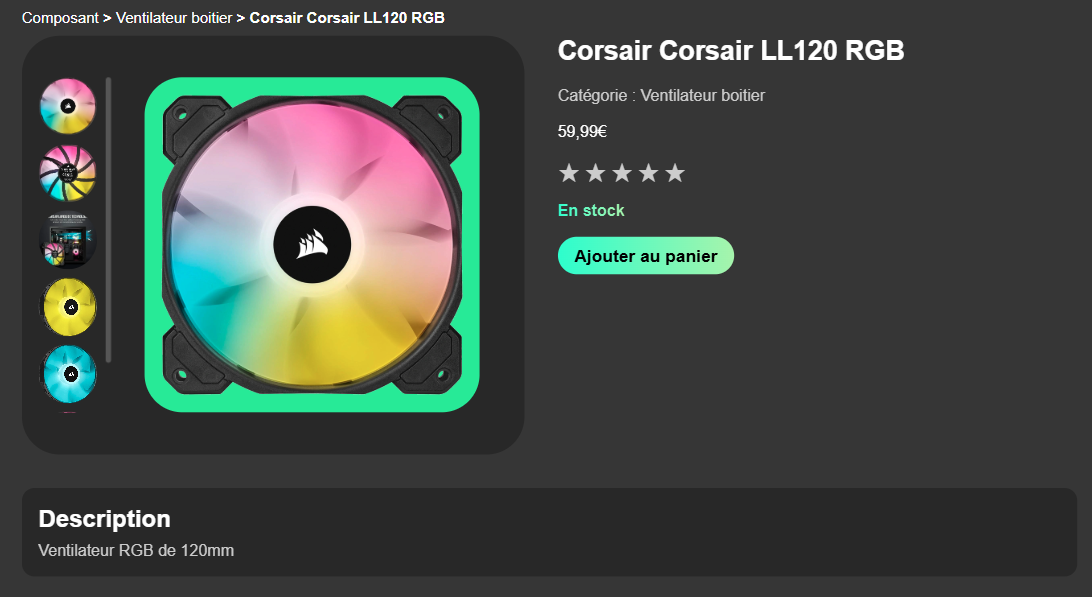 Composant > Ventilateur boitier > Corsair Corsair LL120 RGB
Corsair Corsair LL120 RGB
Catégorie : Ventilateur boitier
59,99€
★★★★★
En stock
Ajouter au panier
Description
Ventilateur RGB de 120mm